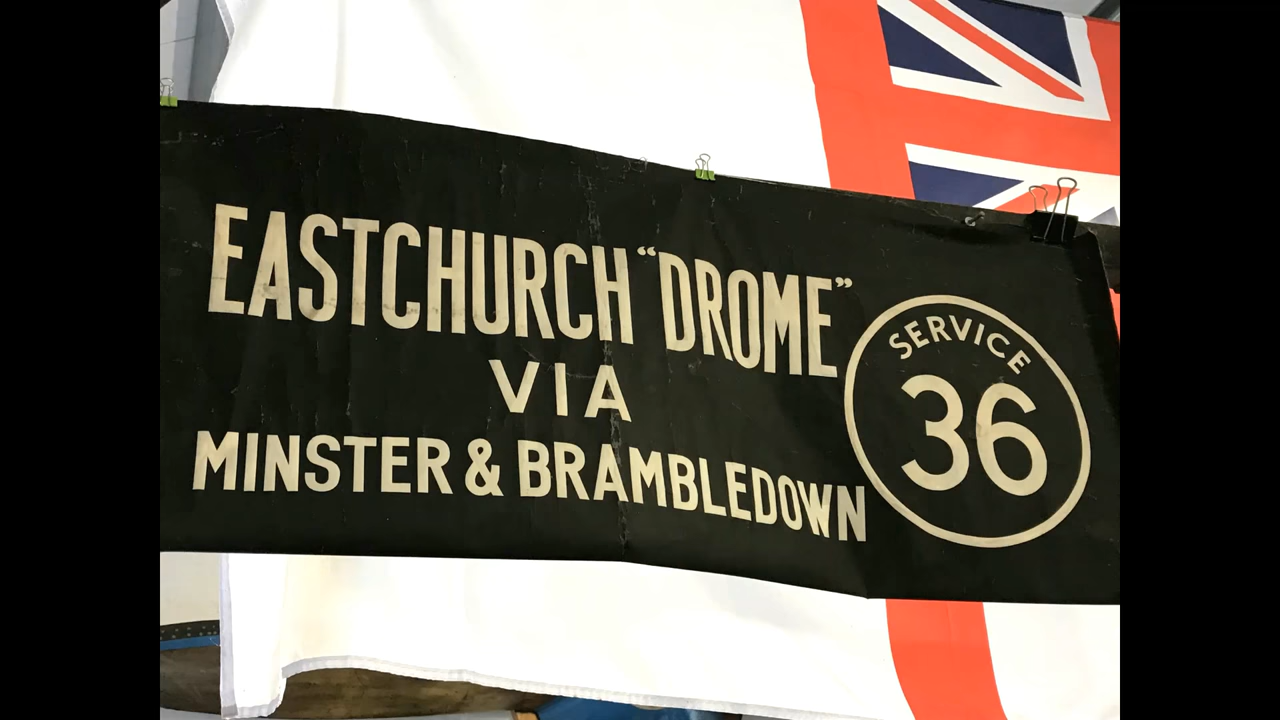 EASTCHURCH “DROME”
VIA
MINSTER & BRAMBLEDOWN
SERVICE
36